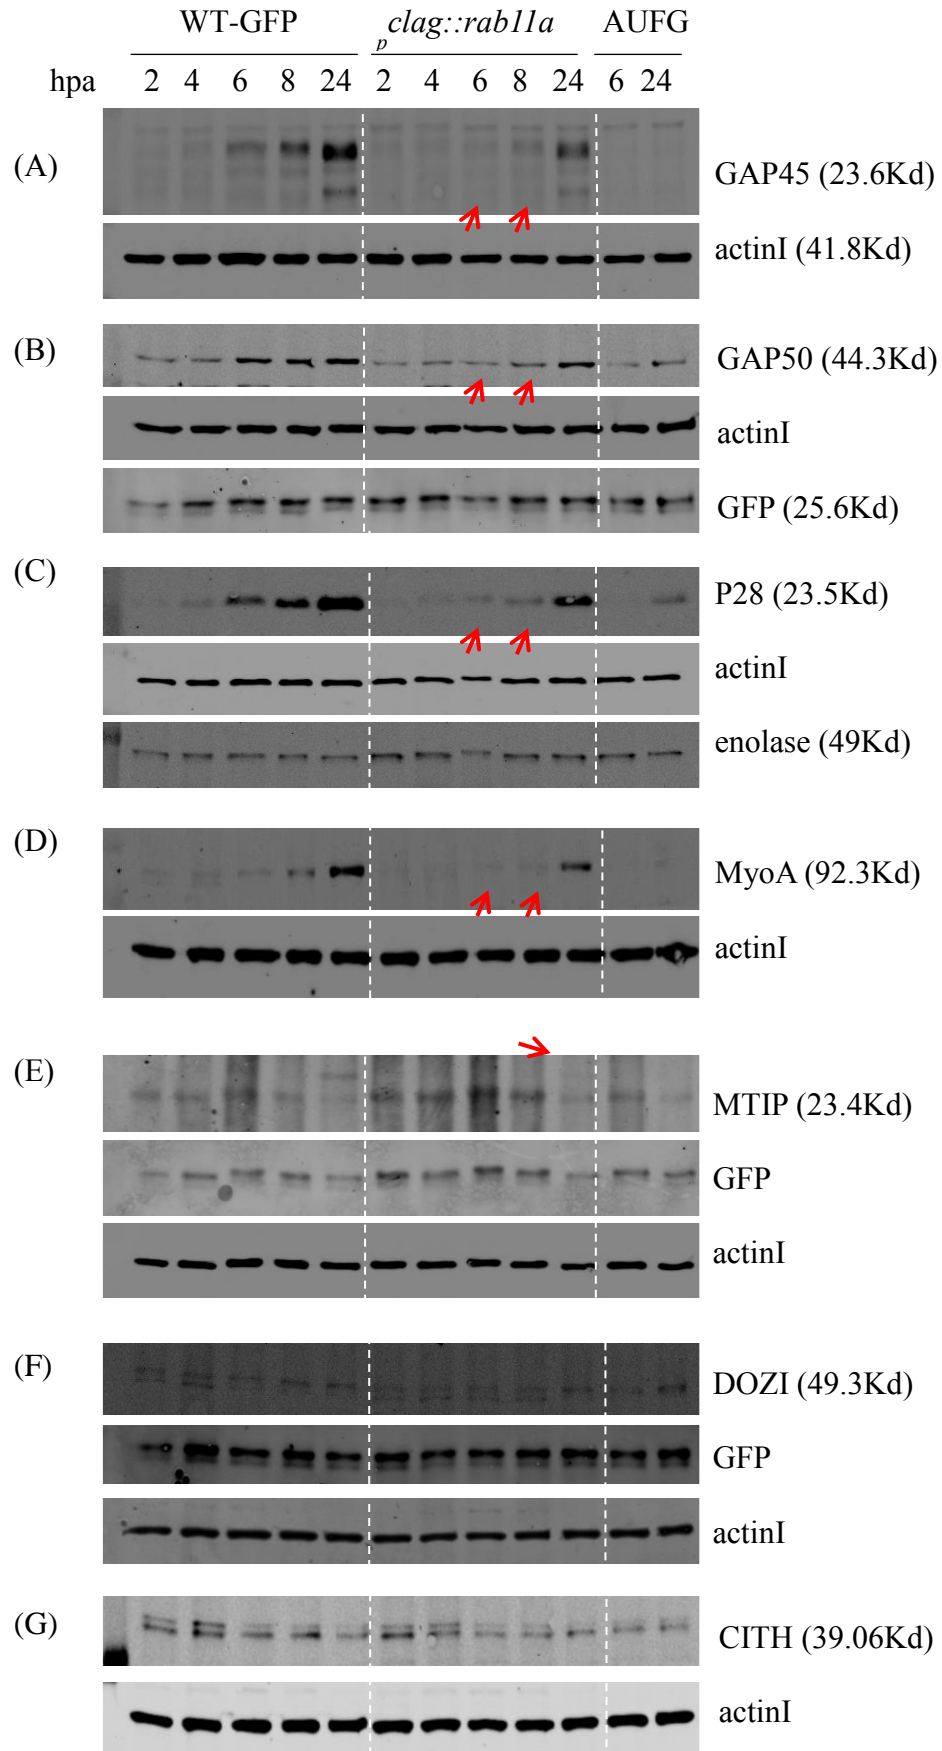 WT-GFP pclag::rab11a AUFG
hpa 2 4 6 8 24 2 4 6 8 24 6 24
(A)
GAP45 (23.6Kd)
actinI (41.8Kd)
(B)
GAP50 (44.3Kd)
actinI
GFP (25.6Kd)
(C)
P28 (23.5Kd)
actinI
enolase (49Kd)
(D)
MyoA (92.3Kd)
actinI
(E)
MTIP (23.4Kd)
GFP
actinI
(F)
DOZI (49.3Kd)
GFP
actinI
(G)
CITH (39.06Kd)
actinI